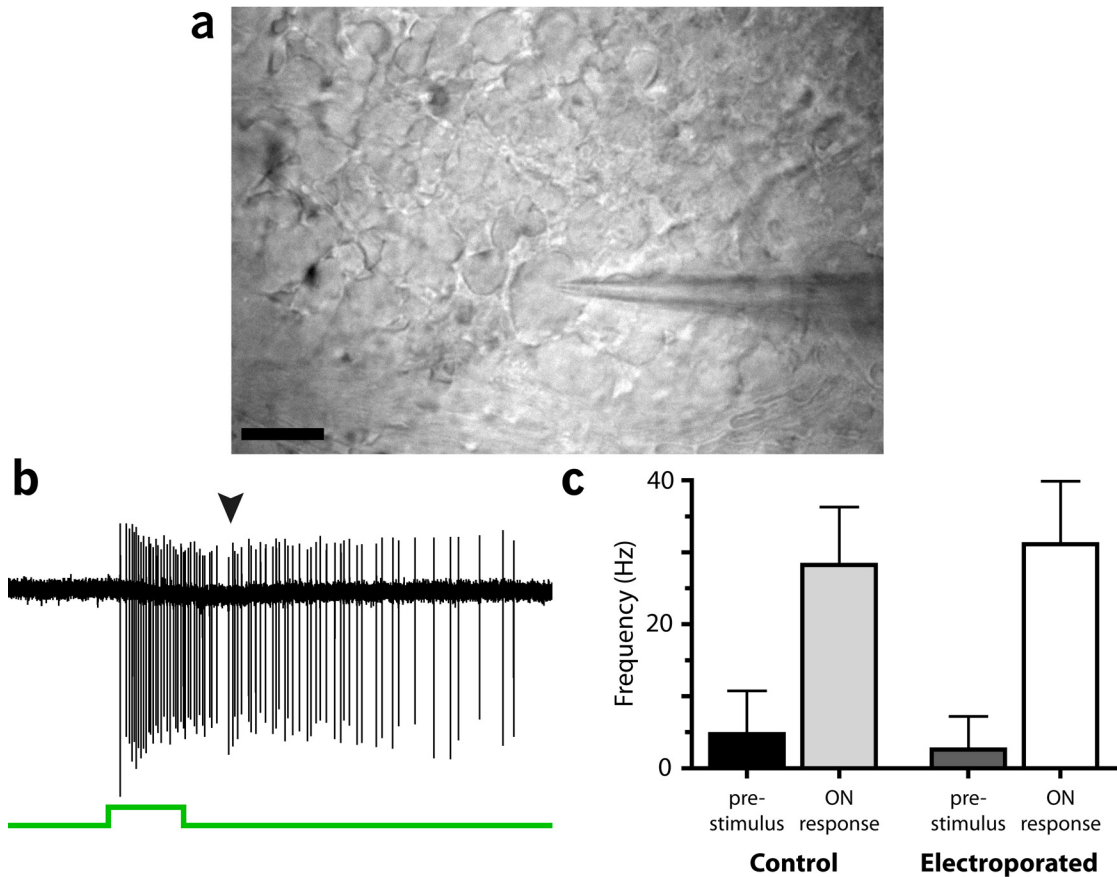 a
b
c
40
20
0
Frequency (Hz)
pre-
stimulus
ON
response
pre-
stimulus
ON
response
Control
Electroporated